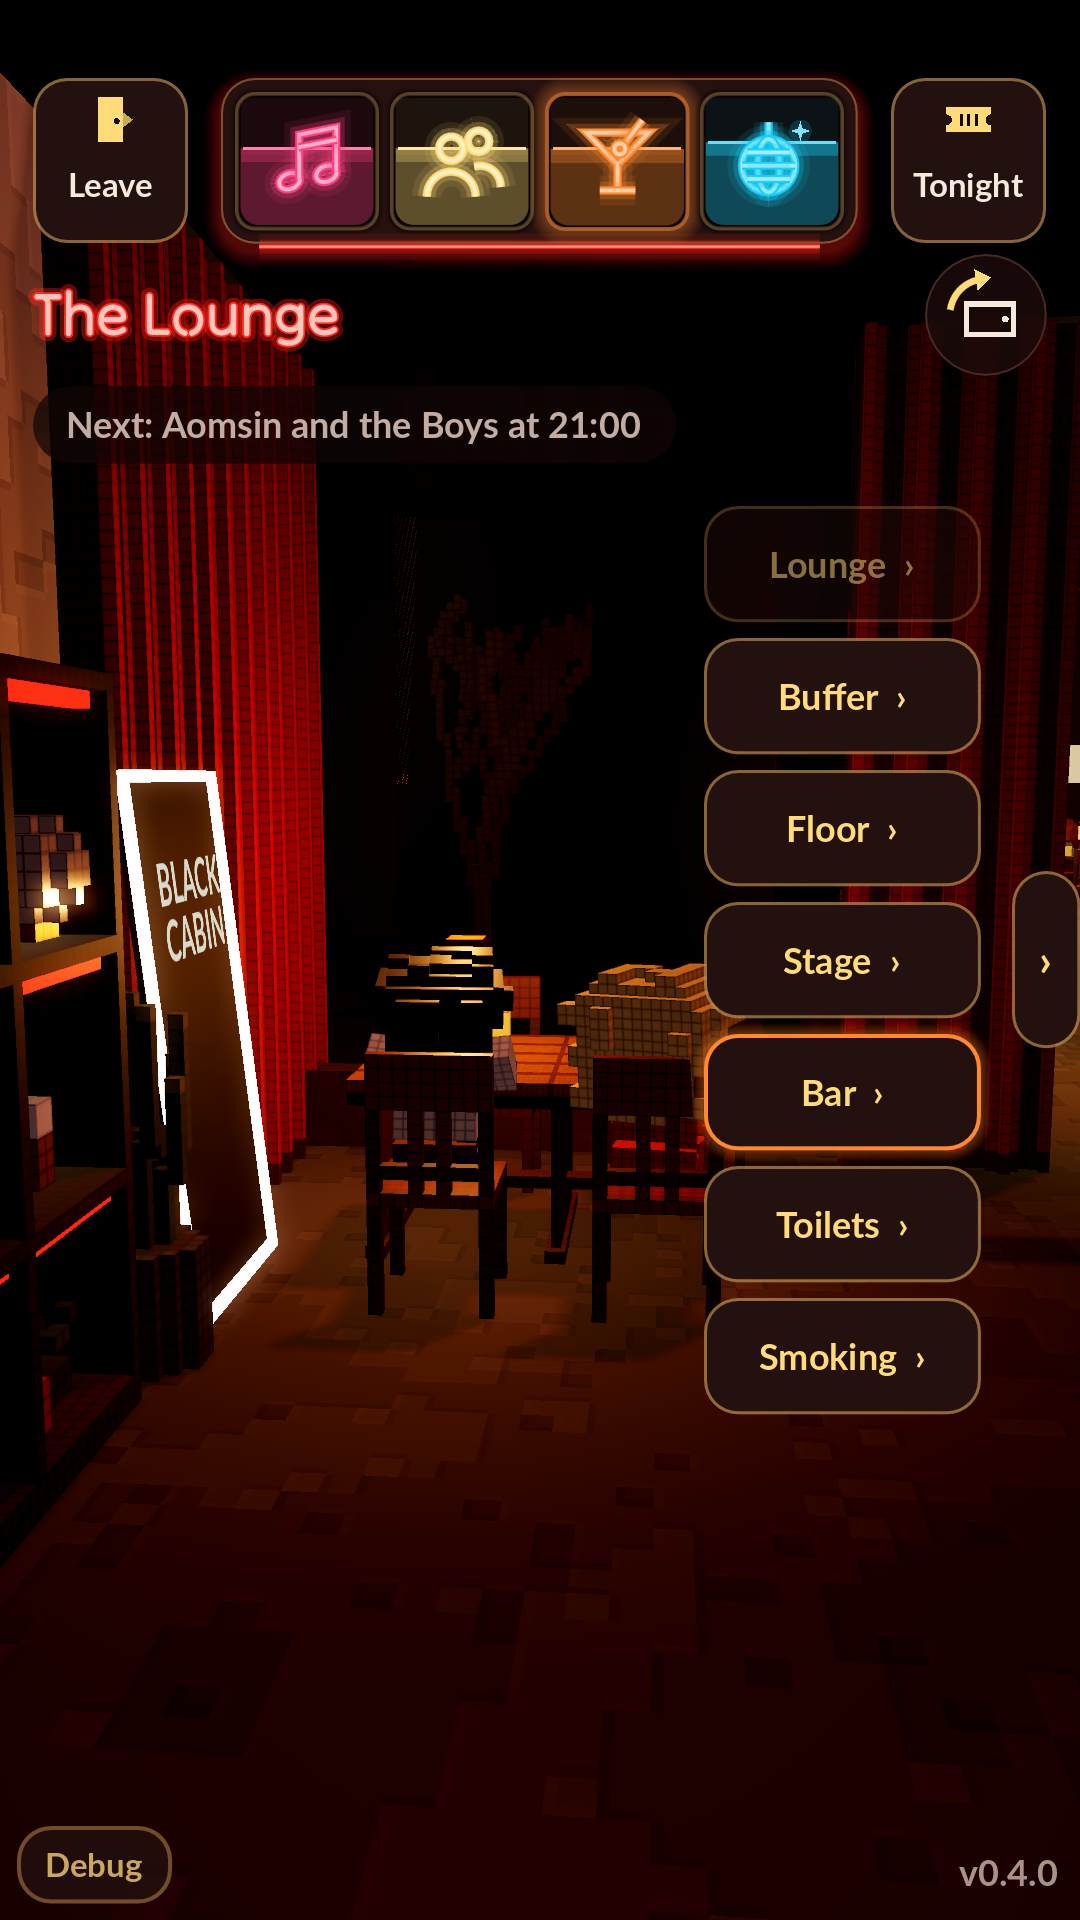 Leave
Tonight
The Lounge
Next: Aomsin and the Boys at 21:00
Lounge ›
Buffer ›
Floor ›
Stage ›
›
Bar ›
Toilets ›
Smoking ›
BLACK
CABIN
Debug
v0.4.0